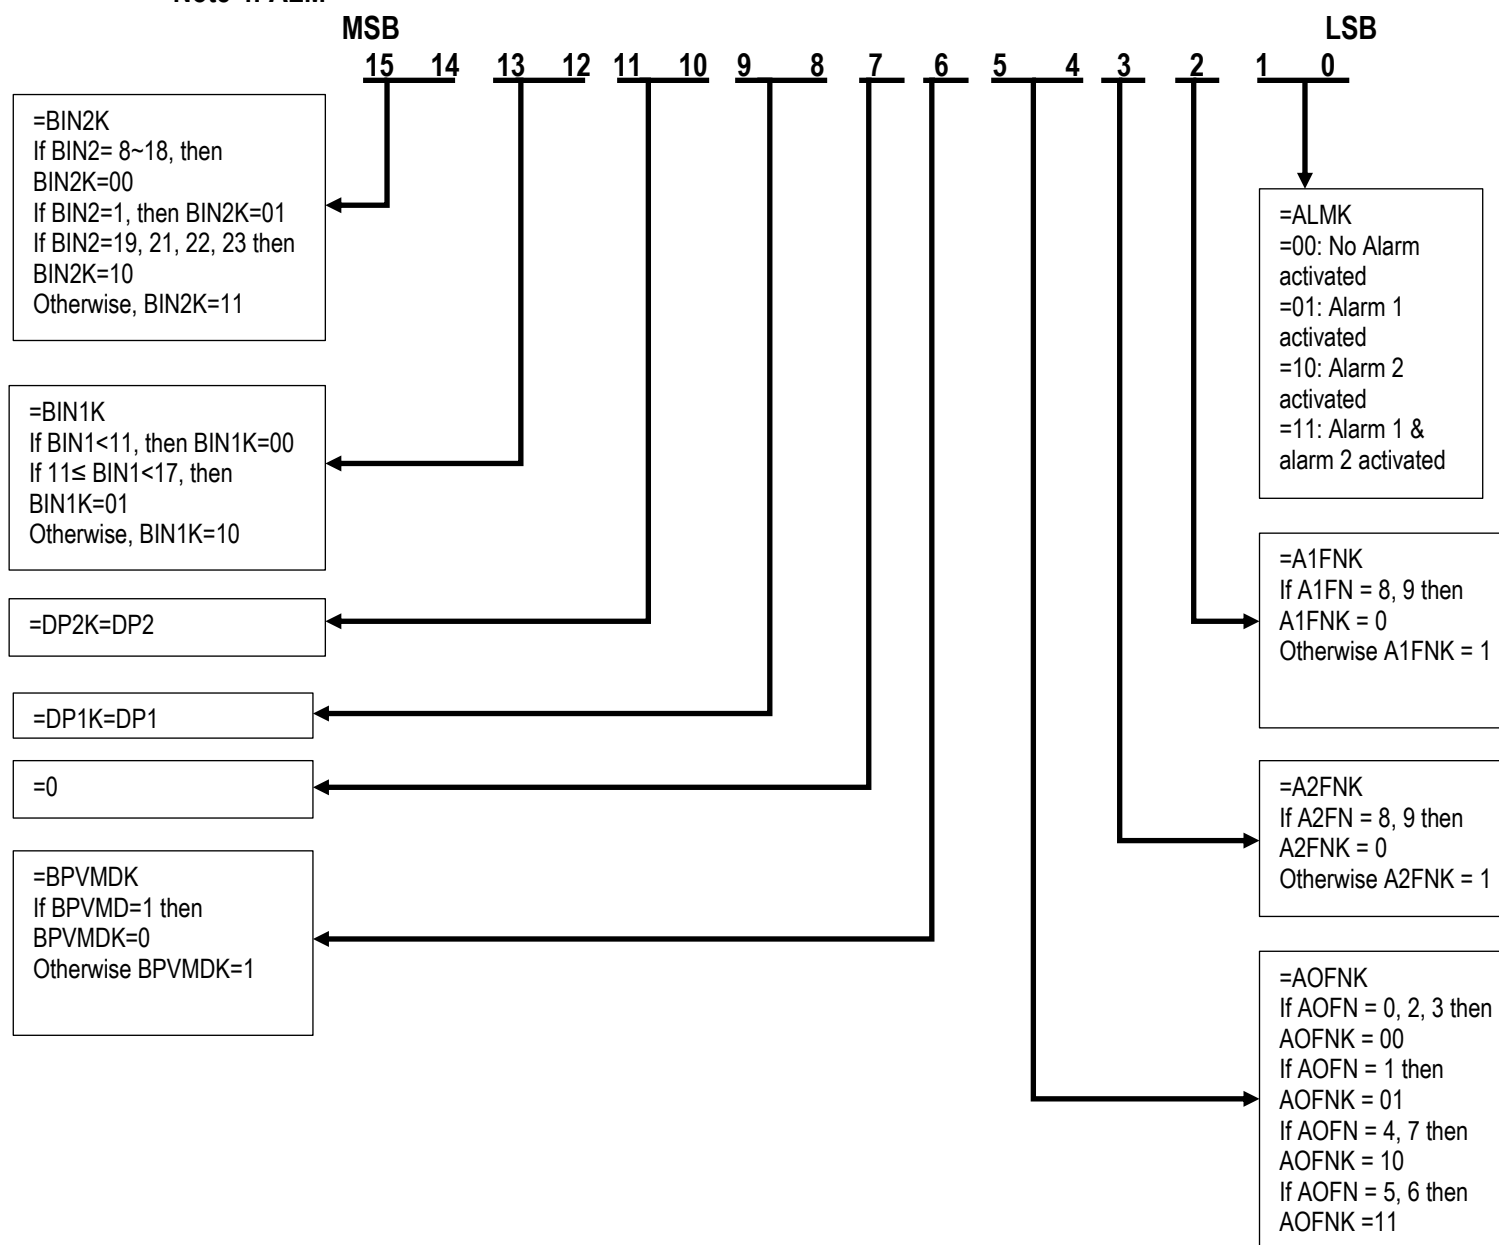 MSB LSB
15 14 13 12 11 10 9 8 7 6 5 4 3 2 1 0
=BIN2K
If BIN2= 8~18, then
BIN2K=00
If BIN2=1, then BIN2K=01
If BIN2=19, 21, 22, 23 then
BIN2K=10
Otherwise, BIN2K=11
=BIN1K
If BIN1<11, then BIN1K=00
If 11≤ BIN1<17, then
BIN1K=01
Otherwise, BIN1K=10
=DP2K=DP2
=DP1K=DP1
=0
=BPVMDK
If BPVMD=1 then
BPVMDK=0
Otherwise BPVMDK=1
=ALMK
=00: No Alarm
activated
=01: Alarm 1
activated
=10: Alarm 2
activated
=11: Alarm 1 &
alarm 2 activated
=A1FNK
If A1FN = 8, 9 then
A1FNK = 0
Otherwise A1FNK = 1
=A2FNK
If A2FN = 8, 9 then
A2FNK = 0
Otherwise A2FNK = 1
=AOFNK
If AOFN = 0, 2, 3 then
AOFNK = 00
If AOFN = 1 then
AOFNK = 01
If AOFN = 4, 7 then
AOFNK = 10
If AOFN = 5, 6 then
AOFNK =11